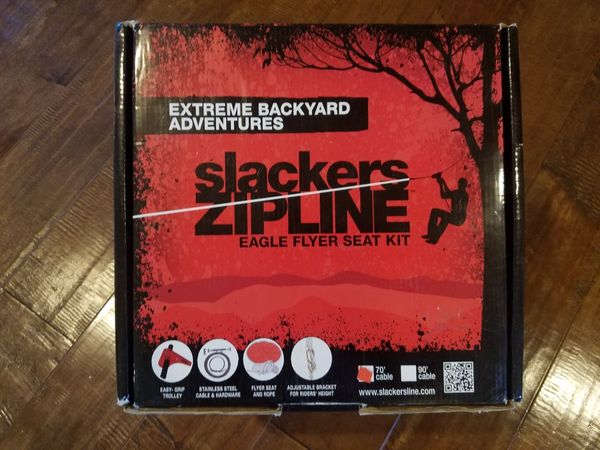 EXTREME BACKYARD
ADVENTURES
slackers
ZIPLINE
EAGLE FLYER SEAT KIT
EASY- GRIP
TROLLEY
STAINLESS STEEL
CABLE & HARDWARE
FLYER SEAT
AND ROPE
ADJUSTABLE BRACKET
FOR RIDERS' HEIGHT
70'
cable
90'
cable
www.slackersline.com